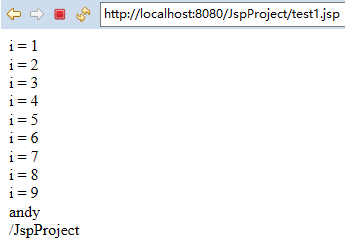 http://localhost:8080/JspProject/test1.jsp
i = 1
i = 2
i = 3
i = 4
i = 5
i = 6
i = 7
i = 8
i = 9
andy
/JspProject